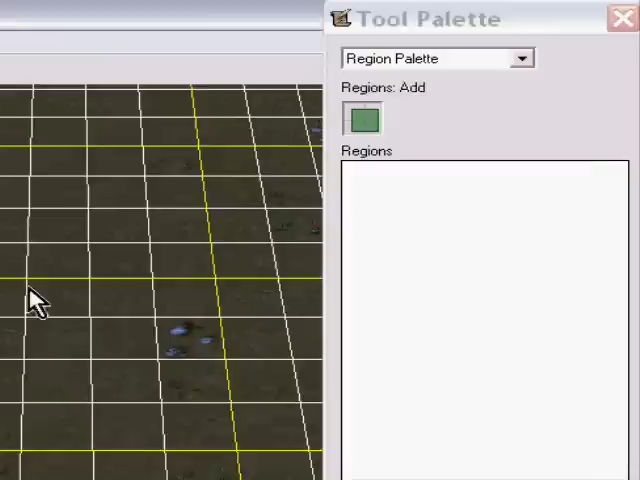 Tool Palette
Region Palette
Regions: Add
Regions